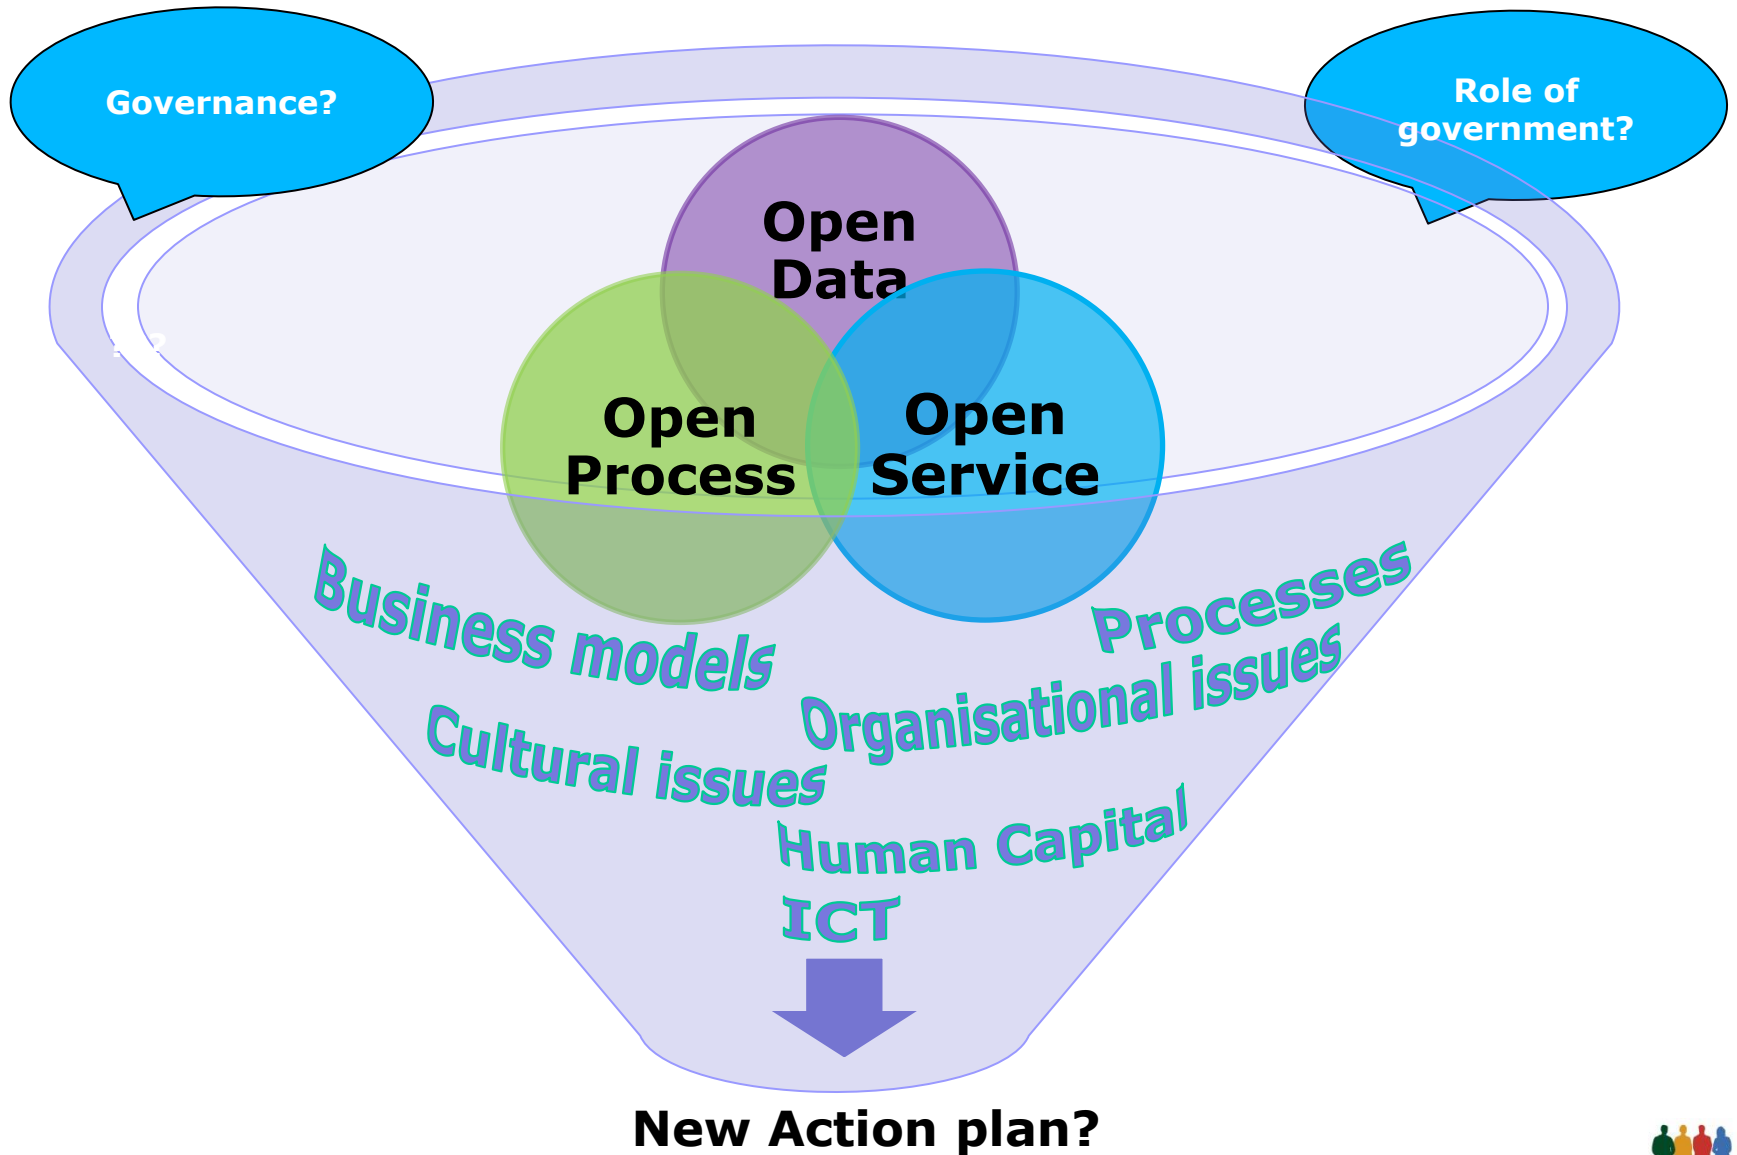 Governance?
Role of
government?
Open
Data
? ?
Open
Process
Open
Service
Business models
Processes
Organisational issues
Cultural issues
Human Capital
ICT
New Action plan?